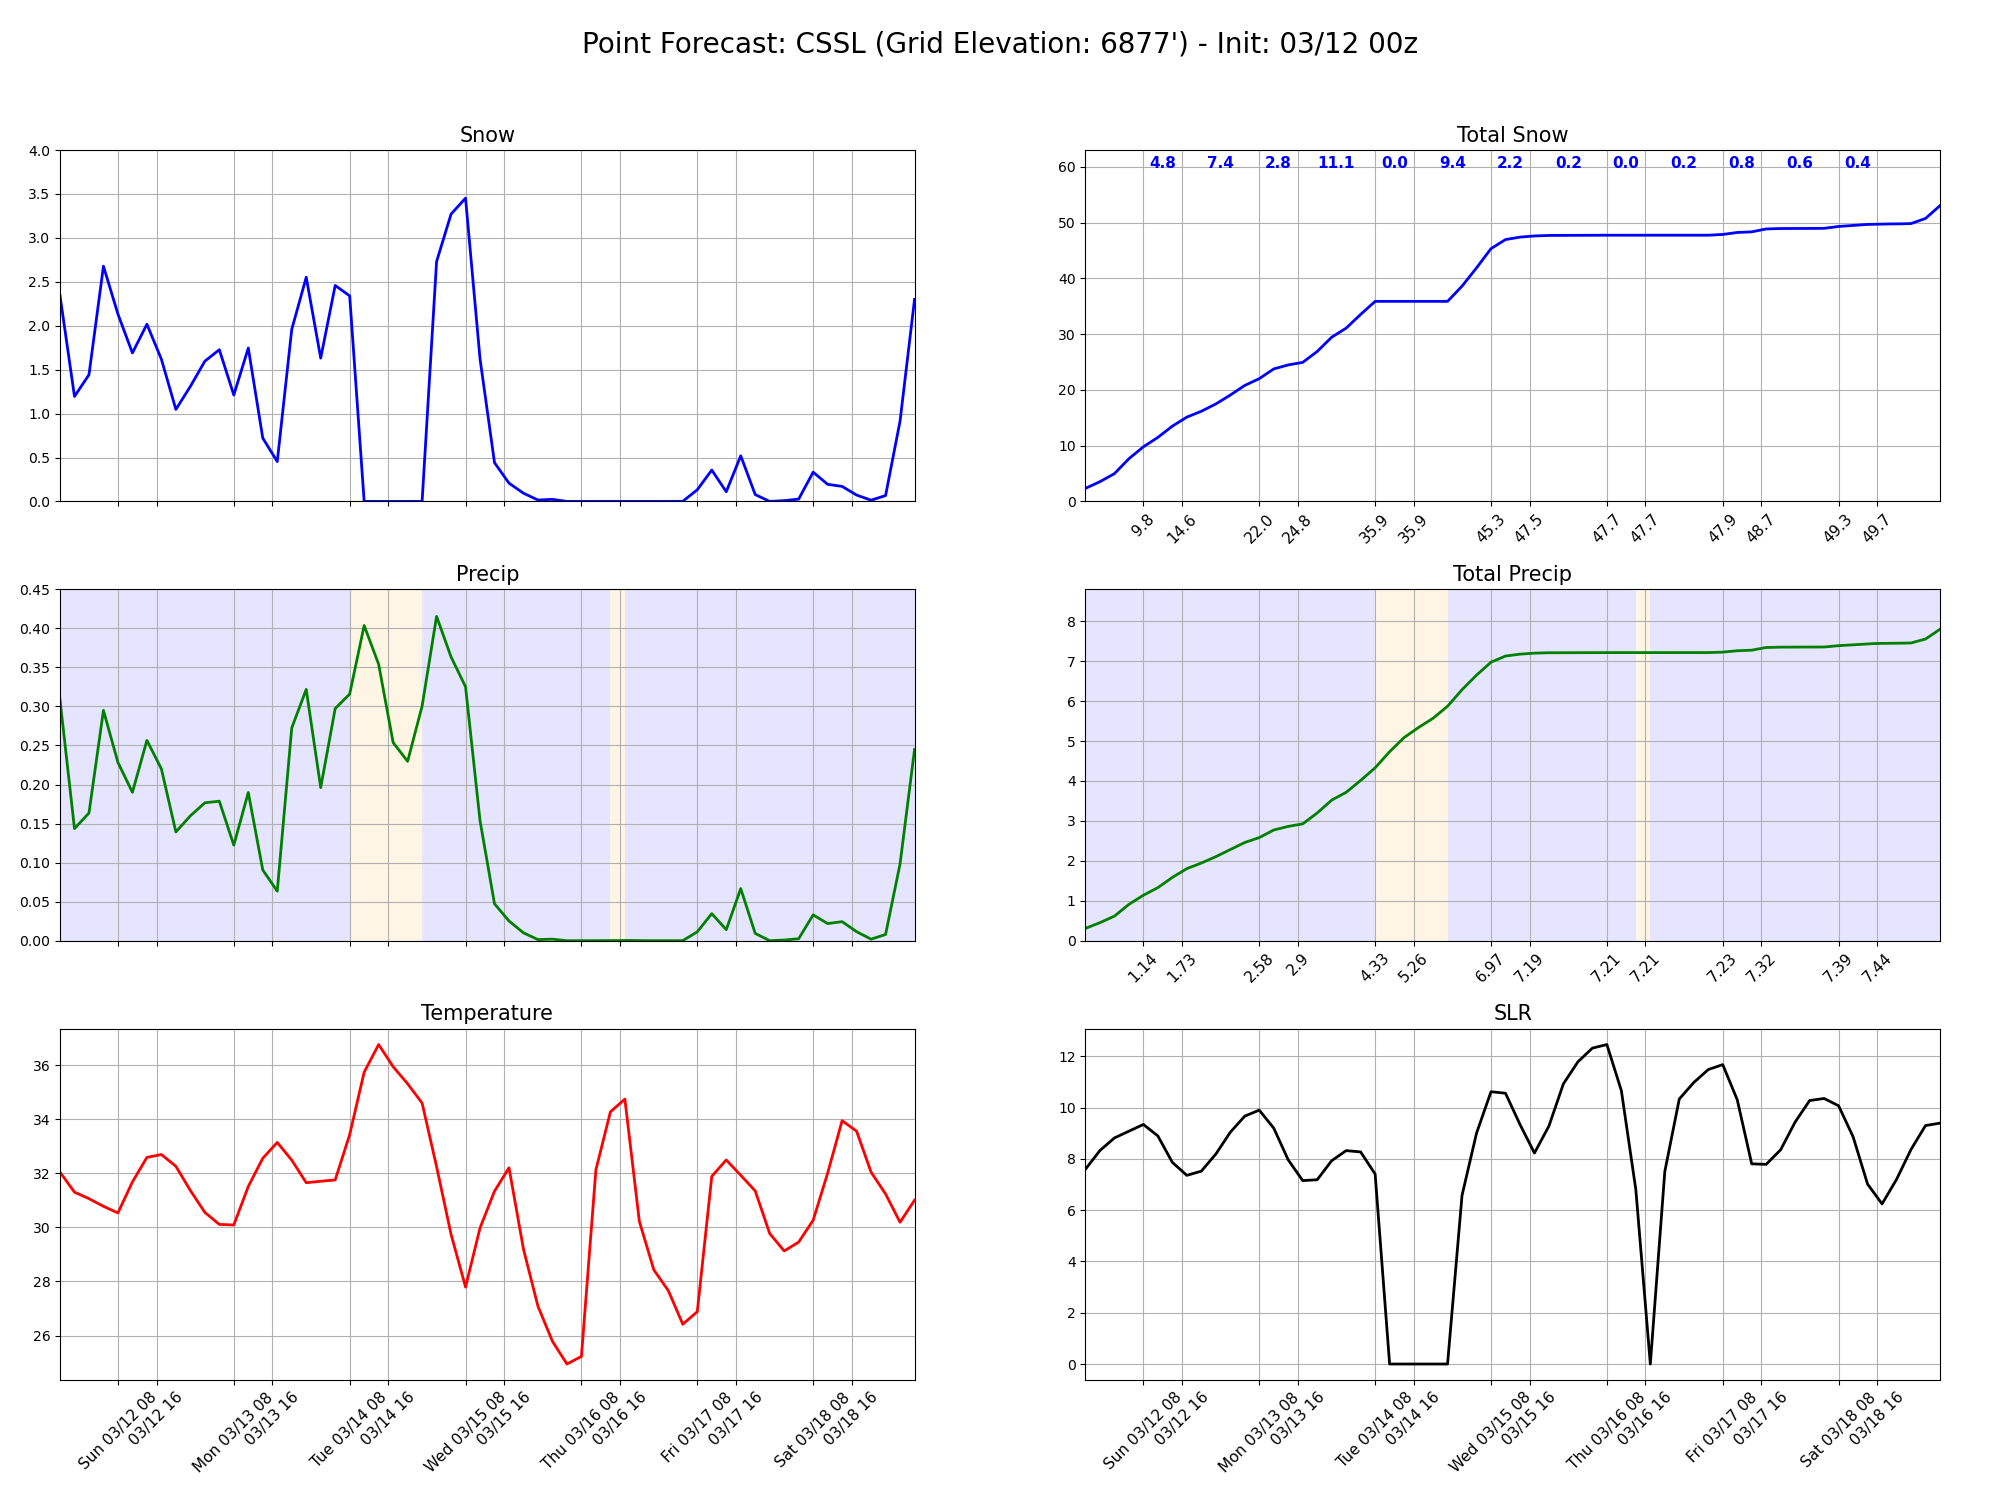 Point Forecast: CSSL (Grid Elevation: 6877') - Init: 03/12 00z
Snow
4.0
3.5
3.0
2.5
2.0
1.5
1.0
0.5
0.0
Total Snow
4.8 7.4 2.8 11.1 0.0 9.4 2.2 0.2 0.0 0.2 0.8 0.6 0.4
60
50
40
30
20
10
0
9.8 14.6 22.0 24.8 35.9 35.9 45.3 47.5 47.7 47.7 47.9 48.7 49.3 49.7
Precip
0.45
0.40
0.35
0.30
0.25
0.20
0.15
0.10
0.05
0.00
Total Precip
8
7
6
5
4
3
2
1
0
1.14 1.73 2.58 2.9 4.33 5.26 6.97 7.19 7.21 7.21 7.23 7.32 7.39 7.44
Temperature
36
34
32
30
28
26
Sun 03/12 08
03/12 16
Mon 03/13 08
03/13 16
Tue 03/14 08
03/14 16
Wed 03/15 08
03/15 16
Thu 03/16 08
03/16 16
Fri 03/17 08
03/17 16
Sat 03/18 08
03/18 16
SLR
12
10
8
6
4
2
0
Sun 03/12 08
03/12 16
Mon 03/13 08
03/13 16
Tue 03/14 08
03/14 16
Wed 03/15 08
03/15 16
Thu 03/16 08
03/16 16
Fri 03/17 08
03/17 16
Sat 03/18 08
03/18 16